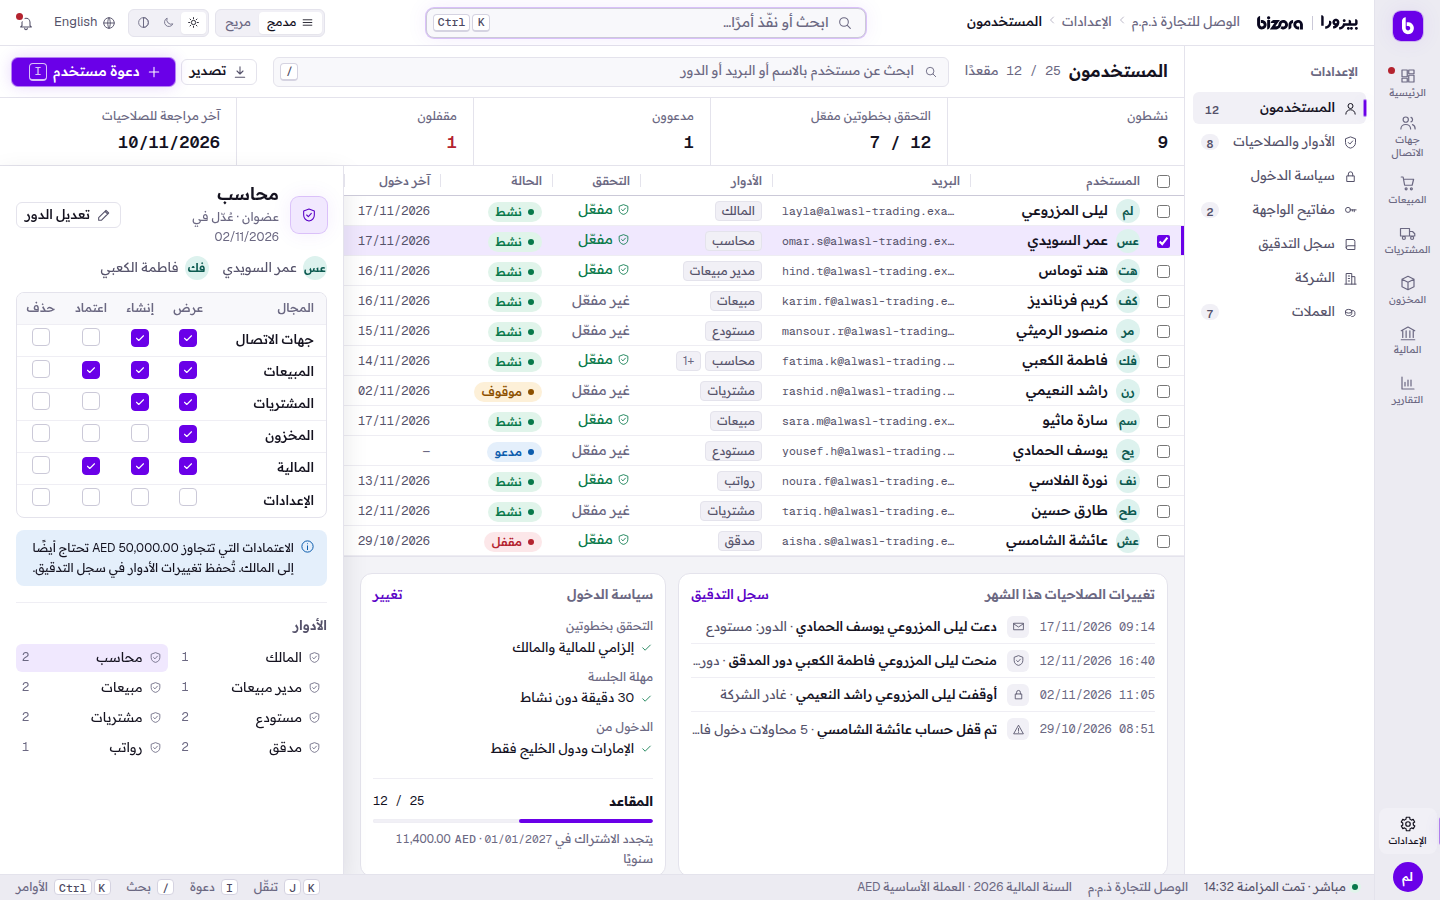 بيزورا | bizora
الوصل للتجارة ذ.م.م › الإعدادات › المستخدمون
ابحث أو نفّذ أمرًا... Ctrl K
مدمج مريح
English
الرئيسية
جهات الاتصال
المبيعات
المشتريات
المخزون
المالية
التقارير
الإعدادات
لم
الإعدادات
المستخدمون 12
الأدوار والصلاحيات 8
سياسة الدخول
مفاتيح الواجهة 2
سجل التدقيق
الشركة
العملات 7
المستخدمون 25 / 12 مقعدًا
ابحث عن مستخدم بالاسم أو البريد أو الدور /
تصدير
دعوة مستخدم I
نشطون 9
التحقق بخطوتين مفعّل 7 / 12
مدعوون 1
مقفلون 1
آخر مراجعة للصلاحيات 10/11/2026
المستخدم البريد الأدوار التحقق الحالة آخر دخول
لم ليلى المزروعي layla@alwasl-trading.exa… المالك مفعّل نشط 17/11/2026
عس عمر السويدي omar.s@alwasl-trading.ex… محاسب مفعّل نشط 17/11/2026
هت هند توماس hind.t@alwasl-trading.ex… مدير مبيعات مفعّل نشط 16/11/2026
كف كريم فرنانديز karim.f@alwasl-trading.e… مبيعات غير مفعّل نشط 16/11/2026
مر منصور الرميثي mansour.r@alwasl-trading… مستودع غير مفعّل نشط 15/11/2026
فك فاطمة الكعبي fatima.k@alwasl-trading.… محاسب +1 مفعّل نشط 14/11/2026
رن راشد النعيمي rashid.n@alwasl-trading.… مشتريات غير مفعّل موقوف 02/11/2026
سم سارة ماثيو sara.m@alwasl-trading.ex… مبيعات مفعّل نشط 17/11/2026
يح يوسف الحمادي yousef.h@alwasl-trading.… مستودع غير مفعّل مدعو –
نف نورة الفلاسي noura.f@alwasl-trading.e… رواتب مفعّل نشط 13/11/2026
طح طارق حسين tariq.h@alwasl-trading.e… مشتريات غير مفعّل نشط 12/11/2026
عش عائشة الشامسي aisha.s@alwasl-trading.e… مدقق مفعّل مقفل 29/10/2026
تغييرات الصلاحيات هذا الشهر سجل التدقيق
17/11/2026 09:14 دعت ليلى المزروعي يوسف الحمادي · الدور: مستودع
12/11/2026 16:40 منحت ليلى المزروعي فاطمة الكعبي دور المدقق · دور…
02/11/2026 11:05 أوقفت ليلى المزروعي راشد النعيمي · غادر الشركة
29/10/2026 08:51 تم قفل حساب عائشة الشامسي · 5 محاولات دخول فا…
سياسة الدخول تغيير
التحقق بخطوتين
إلزامي للمالية والمالك
مهلة الجلسة
30 دقيقة دون نشاط
الدخول من
الإمارات ودول الخليج فقط
المقاعد 12 / 25
يتجدد الاشتراك في 01/01/2027 · AED 11,400.00
سنويًا
محاسب
عضوان · عُدّل في
02/11/2026
تعديل الدور
عس عمر السويدي فك فاطمة الكعبي
المجال عرض إنشاء اعتماد حذف
جهات الاتصال
المبيعات
المشتريات
المخزون
المالية
الإعدادات
الاعتمادات التي تتجاوز AED 50,000.00 تحتاج أيضًا
إلى المالك. تُحفظ تغييرات الأدوار في سجل التدقيق.
الأدوار
المالك 1 محاسب 2
مدير مبيعات 1 مبيعات 2
مستودع 2 مشتريات 2
مدقق 2 رواتب 1
مباشر · تمت المزامنة 14:32 الوصل للتجارة ذ.م.م السنة المالية 2026 · العملة الأساسية AED
J K تنقّل I دعوة / بحث Ctrl K الأوامر